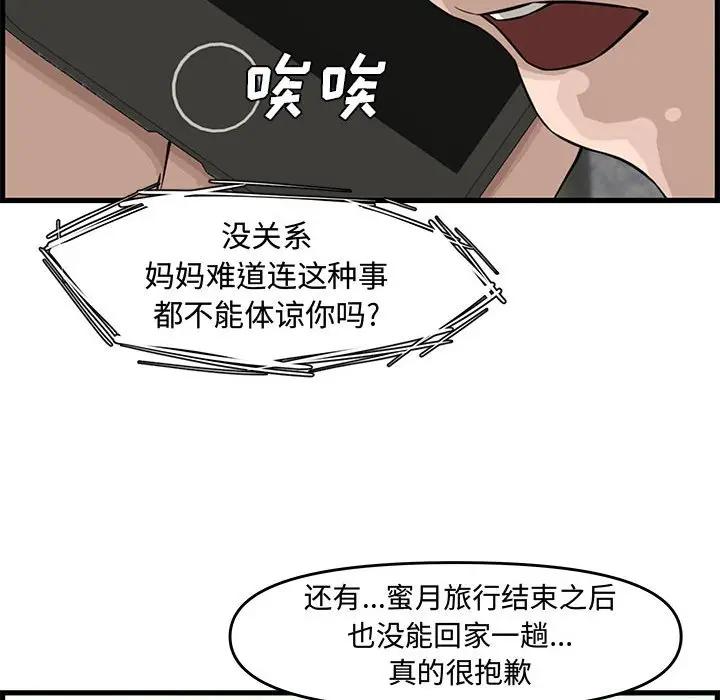 唉唉
没关系
妈妈难道连这种事
都不能体谅你吗?
还有...蜜月旅行结束之后
也没能回家一趟...
真的很抱歉